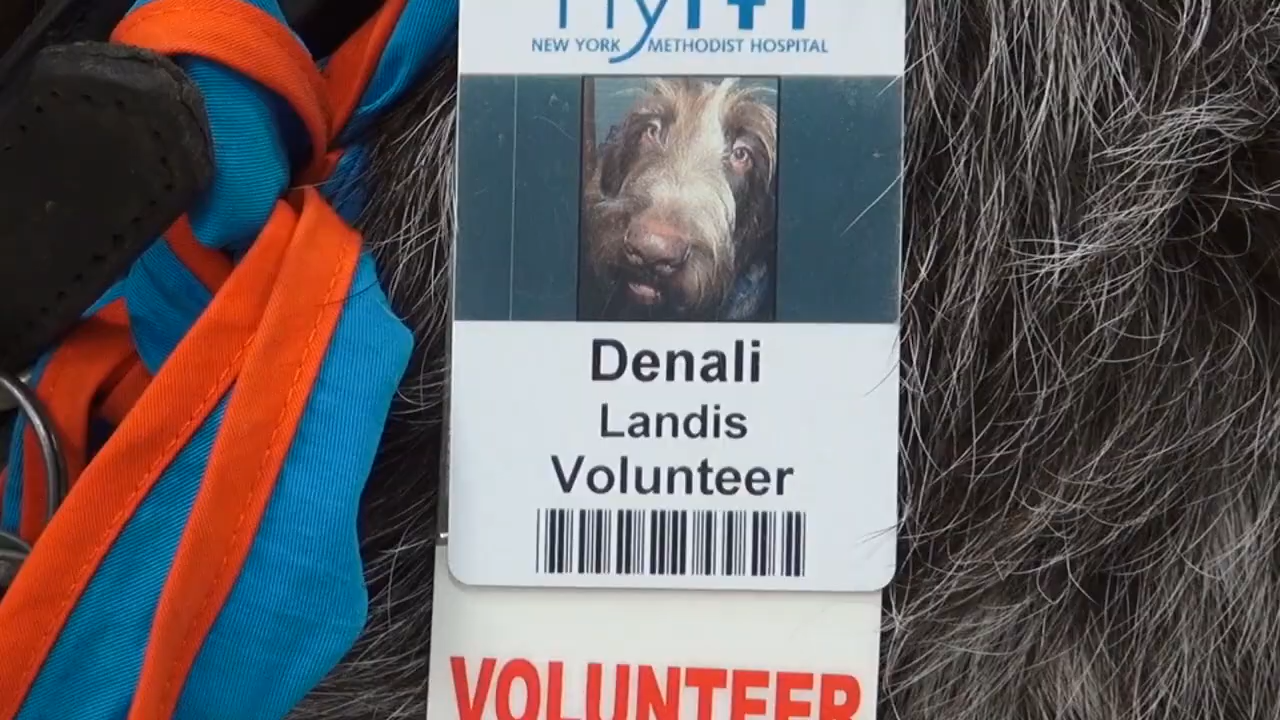 NEW YORK METHODIST HOSPITAL
Denali
Landis
Volunteer
VOLUNTEER